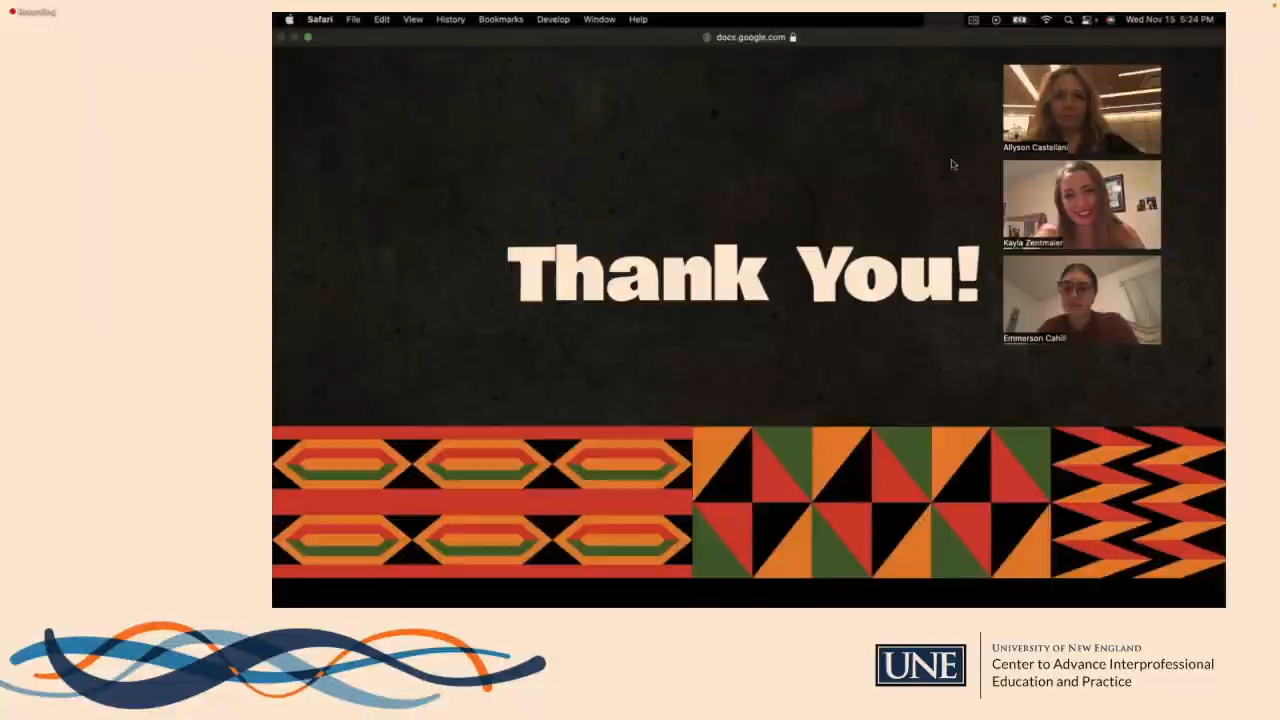 Recording
Safari File Edit View History Bookmarks Develop Window Help
Wed Nov 15 5:24 PM
docs.google.com
Allyson Castellani
Kayla Zentmaier
Thank You!
Emmerson Cahill
UNE
University of New England
Center to Advance Interprofessional
Education and Practice